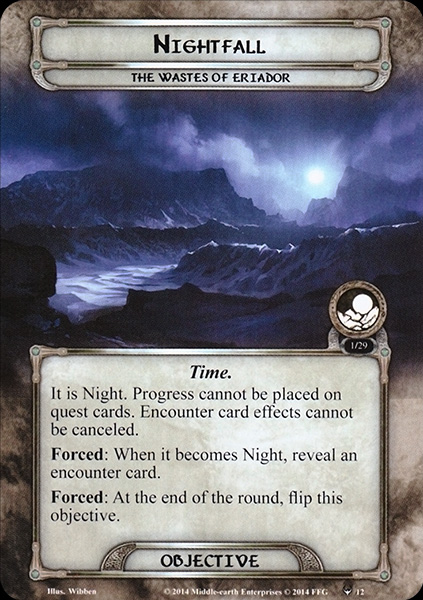 NIGHTFALL
THE WASTES OF ERIADOR
1/29
Time.
It is Night. Progress cannot be placed on
quest cards. Encounter card effects cannot
be canceled.
Forced: When it becomes Night, reveal an
encounter card.
Forced: At the end of the round, flip this
objective.
OBJECTIVE
Illus. Wibben © 2014 Middle-earth Enterprises © 2014 FFG 12